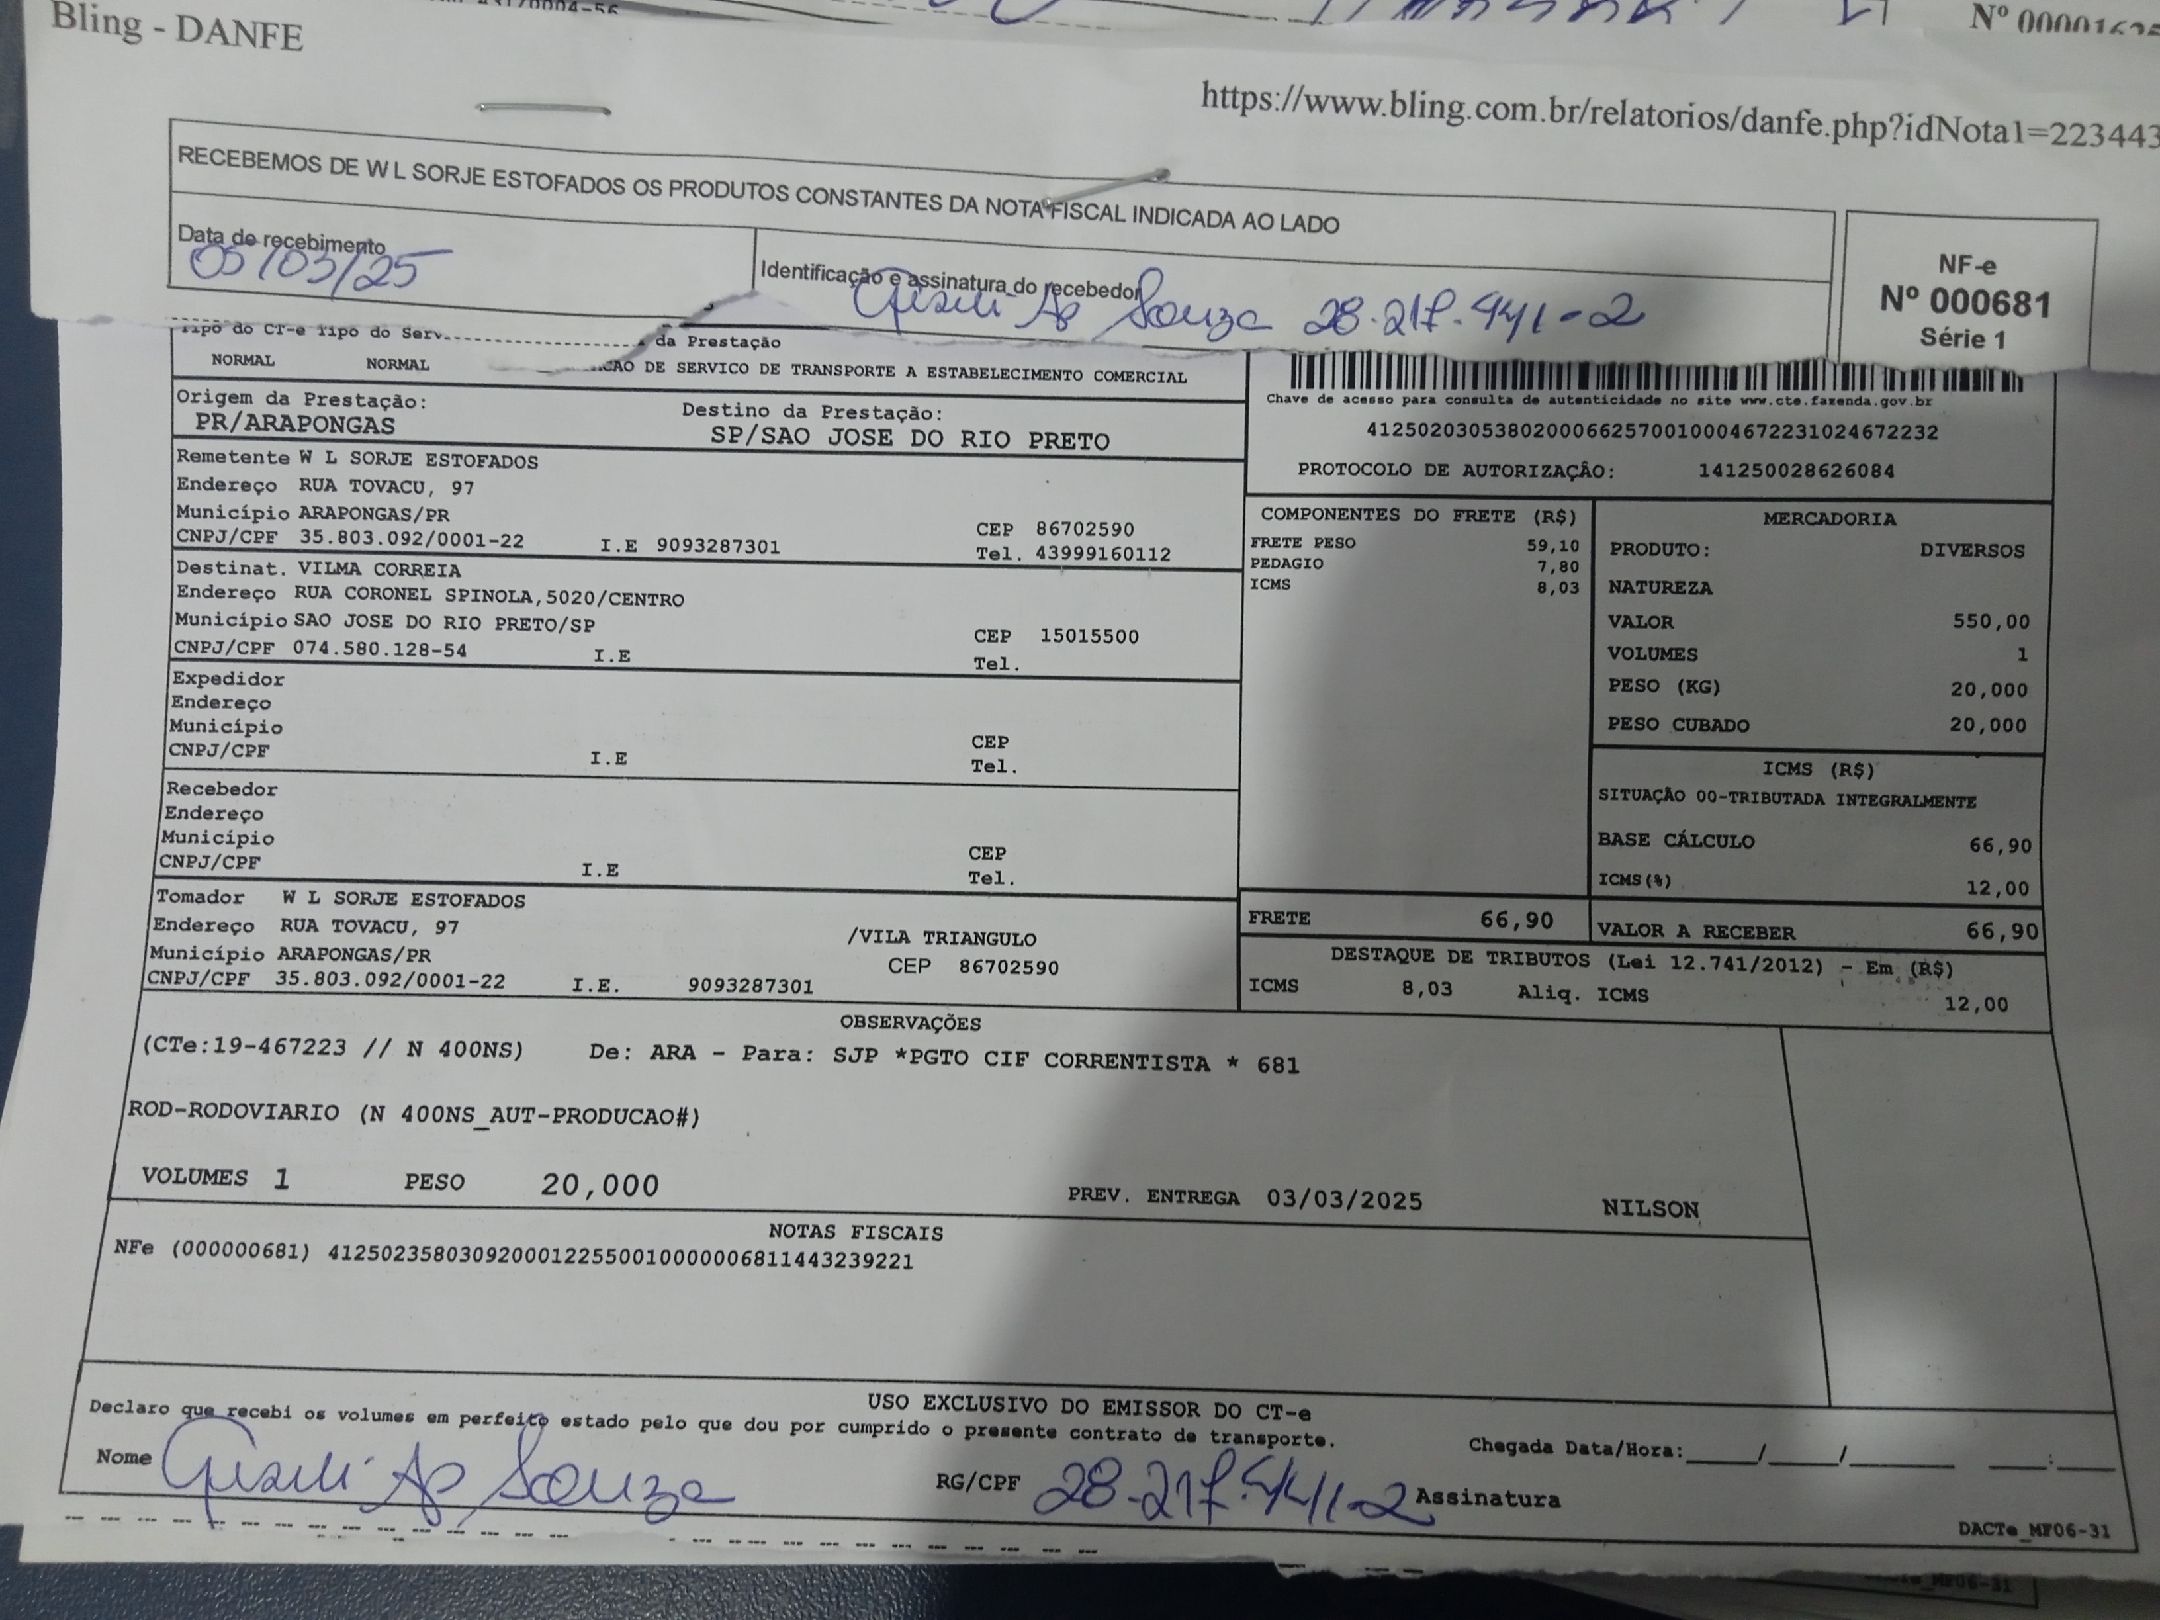 Bling - DANFE
Nº 00001625
https://www.bling.com.br/relatorios/danfe.php?idNota1=223443
RECEBEMOS DE W L SORJE ESTOFADOS OS PRODUTOS CONSTANTES DA NOTA FISCAL INDICADA AO LADO
Data de recebimento
05/03/25
Identificação e assinatura do recebedor
Giseli Ap Souza 28.217.441-2
NF-e
Nº 000681
Série 1
Tipo do CT-e Tipo do Serv. da Prestação
NORMAL NORMAL DE SERVICO DE TRANSPORTE A ESTABELECIMENTO COMERCIAL
Origem da Prestação: Destino da Prestação:
PR/ARAPONGAS SP/SAO JOSE DO RIO PRETO
Chave de acesso para consulta de autenticidade no site www.cte.fazenda.gov.br
41250203053802000662570010004672231024672232
PROTOCOLO DE AUTORIZAÇÂO: 141250028626084
Remetente W L SORJE ESTOFADOS
Endereço RUA TOVACU, 97
Município ARAPONGAS/PR CEP 86702590
CNPJ/CPF 35.803.092/0001-22 I.E 9093287301 Tel. 43999160112
Destinat. VILMA CORREIA
Endereço RUA CORONEL SPINOLA,5020/CENTRO
Município SAO JOSE DO RIO PRETO/SP CEP 15015500
CNPJ/CPF 074.580.128-54 I.E Tel.
Expedidor
Endereço
Município CEP
CNPJ/CPF I.E Tel.
Recebedor
Endereço
Município CEP
CNPJ/CPF I.E Tel.
Tomador W L SORJE ESTOFADOS
Endereço RUA TOVACU, 97 /VILA TRIANGULO
Município ARAPONGAS/PR CEP 86702590
CNPJ/CPF 35.803.092/0001-22 I.E. 9093287301
COMPONENTES DO FRETE (R$)
FRETE PESO 59,10
PEDAGIO 7,80
ICMS 8,03
MERCADORIA
PRODUTO: DIVERSOS
NATUREZA
VALOR 550,00
VOLUMES 1
PESO (KG) 20,000
PESO CUBADO 20,000
ICMS (R$)
SITUAÇÃO 00-TRIBUTADA INTEGRALMENTE
BASE CÁLCULO 66,90
ICMS(%) 12,00
FRETE 66,90 VALOR A RECEBER 66,90
DESTAQUE DE TRIBUTOS (Lei 12.741/2012) - Em (R$)
ICMS 8,03 Aliq. ICMS 12,00
OBSERVAÇÕES
(CTe:19-467223 // N 400NS) De: ARA - Para: SJP *PGTO CIF CORRENTISTA * 681
ROD-RODOVIARIO (N 400NS_AUT-PRODUCAO#)
VOLUMES 1 PESO 20,000 PREV. ENTREGA 03/03/2025 NILSON
NOTAS FISCAIS
NFe (000000681) 41250235803092000122550010000006811443239221
USO EXCLUSIVO DO EMISSOR DO CT-e
Declaro que recebi os volumes em perfeito estado pelo que dou por cumprido o presente contrato de transporte.
Chegada Data/Hora:____/____/______ ____:____
Nome Giseli Ap Souza RG/CPF 28.217.441-2 Assinatura
DACTe_MF06-31